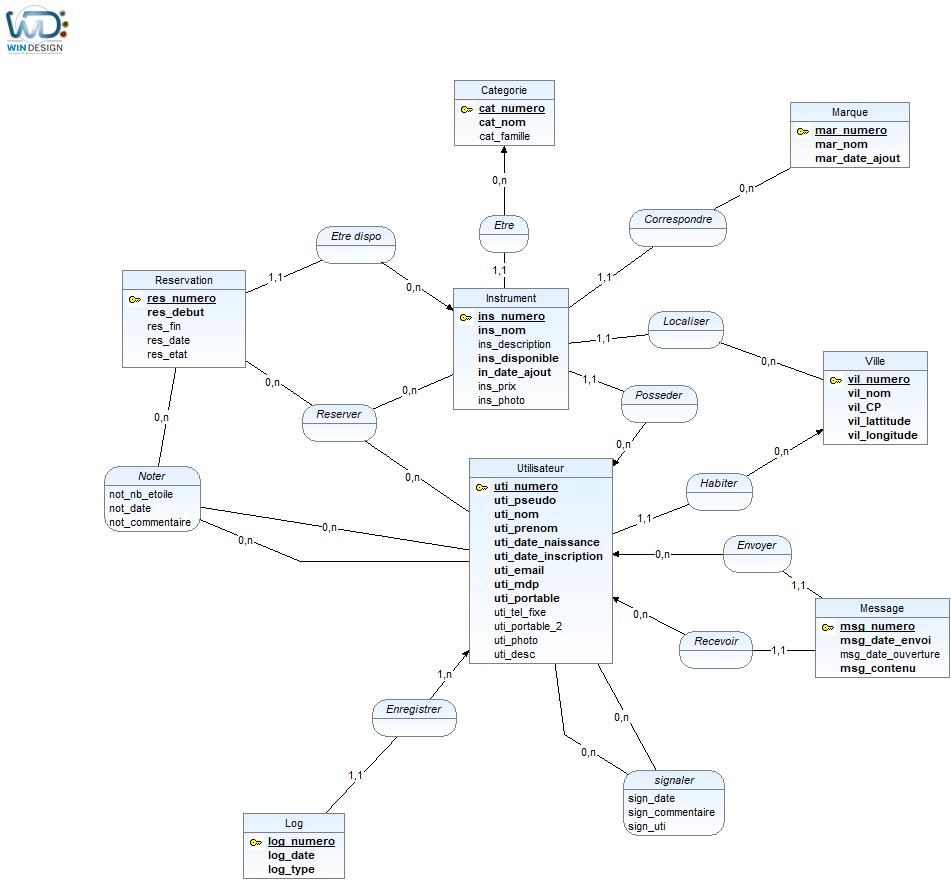 WD:
WINDESIGN
Categorie
cat_numero
cat_nom
cat_famille
0,n
Etre
1,1
Marque
mar_numero
mar_nom
mar_date_ajout
0,n
Correspondre
1,1
Etre dispo
1,1
0,n
Reservation
res_numero
res_debut
res_fin
res_date
res_etat
Instrument
ins_numero
ins_nom
ins_description
ins_disponible
in_date_ajout
ins_prix
ins_photo
Localiser
1,1
0,n
Ville
vil_numero
vil_nom
vil_CP
vil_lattitude
vil_longitude
Posseder
1,1
0,n
Reserver
0,n
0,n
0,n
0,n
Noter
not_nb_etoile
not_date
not_commentaire
0,n
0,n
Utilisateur
uti_numero
uti_pseudo
uti_nom
uti_prenom
uti_date_naissance
uti_date_inscription
uti_email
uti_mdp
uti_portable
uti_tel_fixe
uti_portable_2
uti_photo
uti_desc
Habiter
0,n
1,1
Envoyer
0,n
1,1
Message
msg_numero
msg_date_envoi
msg_date_ouverture
msg_contenu
Recevoir
0,n
1,1
1,n
Enregistrer
1,1
0,n
0,n
signaler
sign_date
sign_commentaire
sign_uti
Log
log_numero
log_date
log_type